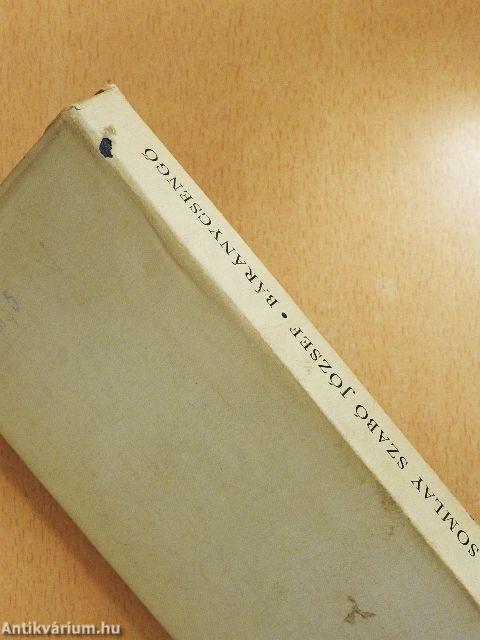 SOMLAY SZABÓ JÓZSEF • BÁRÁNYCSENGŐ
Antikvárium.hu